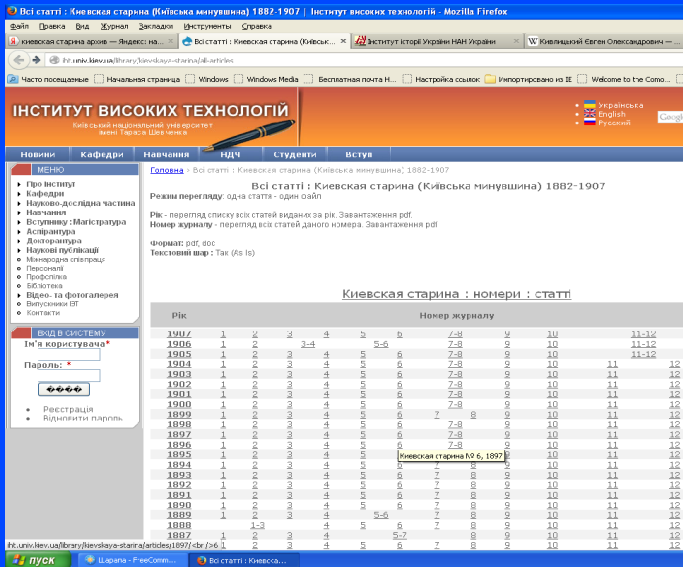 Всі статті : Киевская старина (Київська минувшина) 1882-1907 | Інститут високих технологій - Mozilla Firefox
Файл Правка Вид Журнал Закладки Инструменты Справка
киевская старина архив — Яндекс: на... × Всі статті : Киевская старина (Київськ... × Інститут історії України НАН України × Кивлицький Євген Олександрович — ...
iht.univ.kiev.ua/library/kievskaya-starina/all-articles
Часто посещаемые Начальная страница Windows Windows Media Бесплатная почта H... Настройка ссылок Импортировано из IE Welcome to the Como...
ІНСТИТУТ ВИСОКИХ ТЕХНОЛОГІЙ
Київський національний університет
імені Тараса Шевченка
Українська
English
Русский
Новини Кафедри Навчання НДЧ Студенти Вступ
МЕНЮ
Про інститут
Кафедри
Науково-дослідна частина
Навчання
Вступнику : Магістратура
Аспірантура
Докторантура
Наукові публікації
Міжнародна співпраця
Персоналії
Профспілка
Бібліотека
Відео- та фотогалерея
Випускники ІВТ
Контакти
ВХІД В СИСТЕМУ
Ім'я користувача*
Пароль: *
����
Реєстрація
Відновити пароль
Головна > Всі статті : Киевская старина (Київська минувшина) 1882-1907
Всі статті : Киевская старина (Київська минувшина) 1882-1907
Режим перегляду: одна стаття - один файл
Рік - перегляд списку всіх статей виданих за рік. Завантаження pdf.
Номер журналу - перегляд всіх статей даного номера. Завантаження pdf
Формат: pdf, doc
Текстовий шар : Так (As Is)
Киевская старина : номери : статті
Рік Номер журналу
1907 1 2 3 4 5 6 7-8 9 10 11-12
1906 1 2 3-4 5-6 7-8 9 10 11-12
1905 1 2 3 4 5 6 7-8 9 10 11-12
1904 1 2 3 4 5 6 7-8 9 10 11 12
1903 1 2 3 4 5 6 7-8 9 10 11 12
1902 1 2 3 4 5 6 7-8 9 10 11 12
1901 1 2 3 4 5 6 7-8 9 10 11 12
1900 1 2 3 4 5 6 7-8 9 10 11 12
1899 1 2 3 4 5 6 7 8 9 10 11 12
1898 1 2 3 4 5 6 7-8 9 10 11 12
1897 1 2 3 4 5 6 7-8 9 10 11 12
1896 1 2 3 4 5 6 7-8 9 10 11 12
1895 1 2 3 4 5 9 10 11 12
Киевская старина № 6, 1897
1894 1 2 3 4 5 6 7 8 9 10 11 12
1893 1 2 3 4 5 6 7 8 9 10 11 12
1892 1 2 3 4 5 6 7 8 9 10 11 12
1891 1 2 3 4 5 6 7 8 9 10 11 12
1890 1 2 3 4 5 6 7 8 9 10 11 12
1889 1 2 3 4 5-6 7 8 9 10 11 12
1888 1-3 4 5 6 7 8 9 10 11 12
1887 1 2 3 4 5-7 8 9 10 11 12
iht.univ.kiev.ua/library/kievskaya-starina/articles/1897/<br />6 1 2 3 4 5 6 7 8 9 10 11 12
пуск Царапа - FreeComm... Всі статті : Киевска...